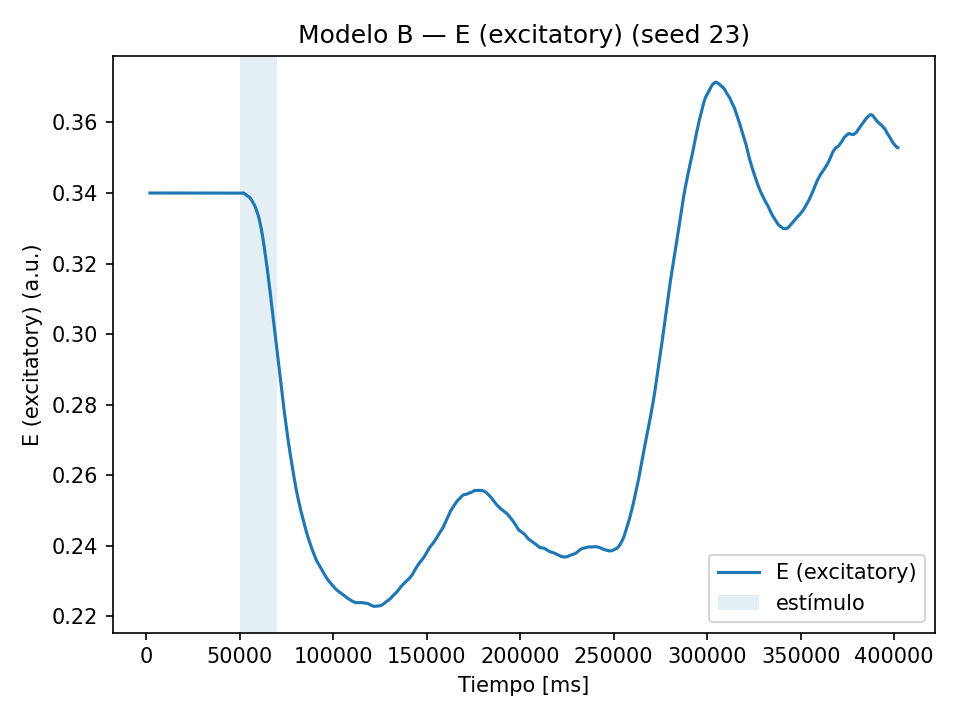 Modelo B — E (excitatory) (seed 23)
E (excitatory) (a.u.)
0.36
0.34
0.32
0.30
0.28
0.26
0.24
0.22
E (excitatory)
estímulo
0 50000 100000 150000 200000 250000 300000 350000 400000
Tiempo [ms]